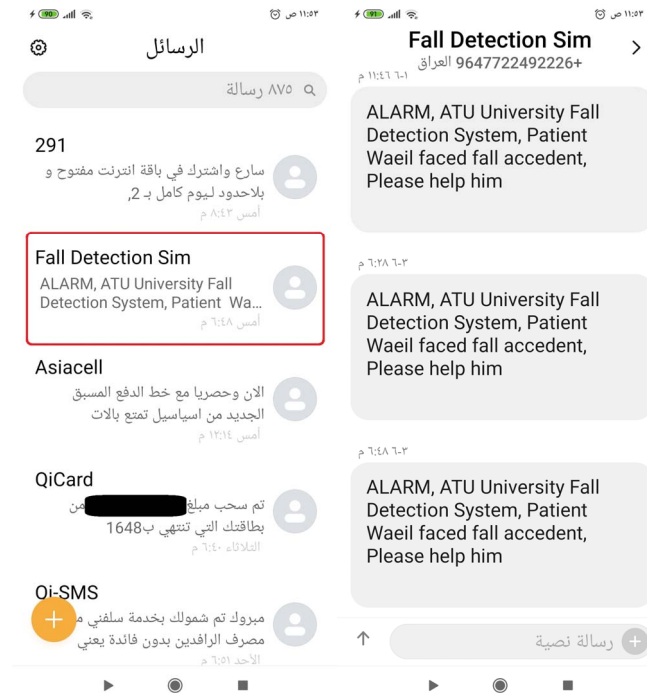 90
١١:٥٣ ص
الرسائل
٨٧٥ رسالة
291
سارع واشترك في باقة انترنت مفتوح و
بلاحدود لـيوم كامل بـ 2,
أمس ٨:٤٣ م
Fall Detection Sim
ALARM, ATU University Fall
Detection System, Patient Wa...
أمس ٦:٤٨ م
Asiacell
الان وحصريا مع خط الدفع المسبق
الجديد من اسياسيل تمتع بالات
أمس ١٢:١٤ م
QiCard
تم سحب مبلغ من
بطاقتك التي تنتهي ب1648
الثلاثاء ٦:٤٠ م
Qi-SMS
مبروك تم شمولك بخدمة سلفني م
مصرف الرافدين بدون فائدة يعني
الأحد ٦:٥١ م
91
١١:٥٣ ص
Fall Detection Sim
+9647722492226 العراق
٦-١ ١١:٤٦ م
ALARM, ATU University Fall
Detection System, Patient
Waeil faced fall accedent,
Please help him
٦-٣ ٦:٢٨ م
ALARM, ATU University Fall
Detection System, Patient
Waeil faced fall accedent,
Please help him
٦-٣ ٦:٤٨ م
ALARM, ATU University Fall
Detection System, Patient
Waeil faced fall accedent,
Please help him
رسالة نصية